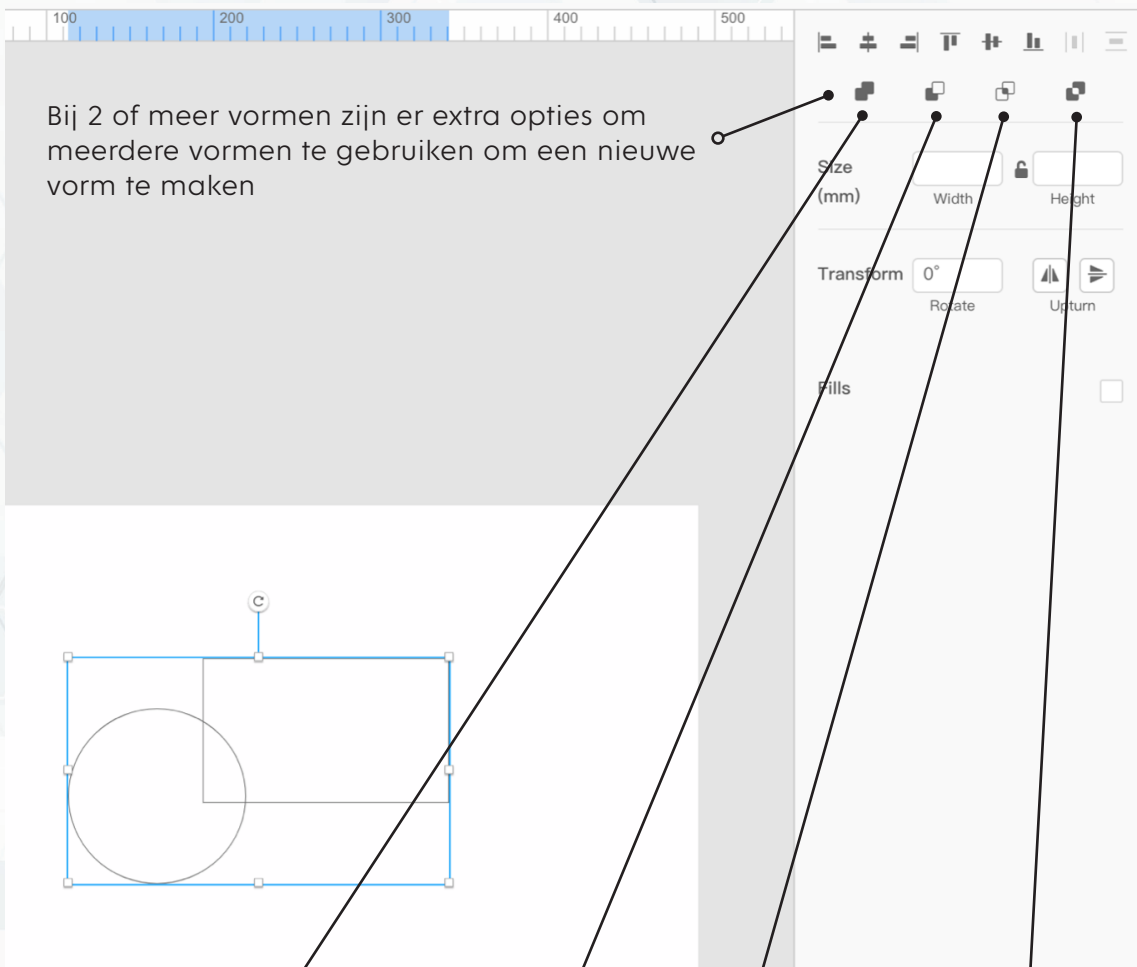 100 200 300 400 500
Bij 2 of meer vormen zijn er extra opties om
meerdere vormen te gebruiken om een nieuwe
vorm te maken
Size
(mm)
Width
Height
Transform
0°
Rotate
Upturn
Fills